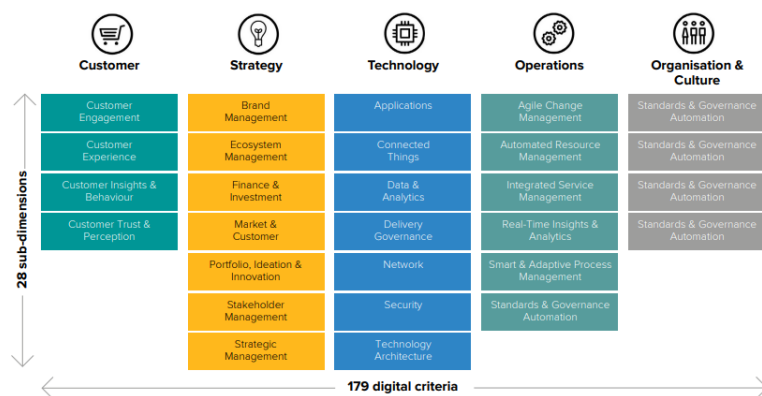 Customer
Strategy
Technology
Operations
Organisation &
Culture
28 sub-dimensions
Customer
Engagement
Customer
Experience
Customer Insights &
Behaviour
Customer Trust &
Perception
Brand
Management
Ecosystem
Management
Finance &
Investment
Market &
Customer
Portfolio, Ideation &
Innovation
Stakeholder
Management
Strategic
Management
Applications
Connected
Things
Data &
Analytics
Delivery
Governance
Network
Security
Technology
Architecture
Agile Change
Management
Automated Resource
Management
Integrated Service
Management
Real-Time Insights &
Analytics
Smart & Adaptive Process
Management
Standards & Governance
Automation
Standards & Governance
Automation
Standards & Governance
Automation
Standards & Governance
Automation
Standards & Governance
Automation
179 digital criteria